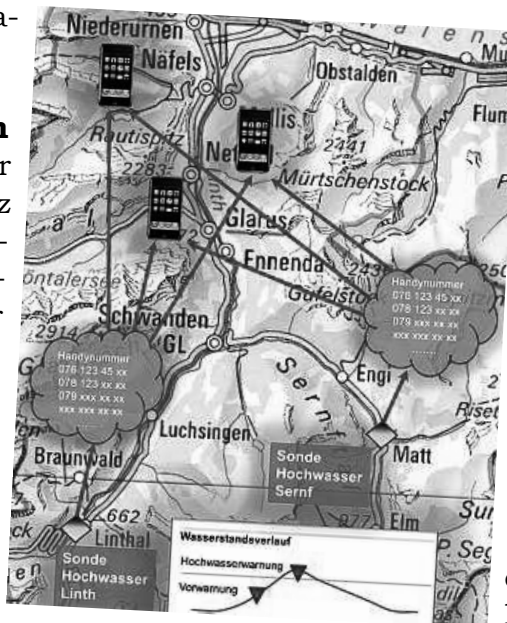 a-
n
r
z
-
-
r
Niederurnen
Näfels
Obstalden
Rautispitz
2283
2441
Mürtschenstock
Glarus
Ennenda
Gufelstock
Handynummer
078 123 45 xx
078 123 xx xx
079 xxx xx xx
xxx xxx xx xx
.......
Schwanden
GL
2914
Handynummer
076 123 45 xx
078 123 xx xx
079 xxx xx xx
xxx xxx xx xx
Engi
Sernf
Luchsingen
Matt
Braunwald
Sonde
Hochwasser
Sernf
Elm
662
Linthal
Sonde
Hochwasser
Linth
Wasserstandsverlauf
Hochwasserwarnung
Vorwarnung
P. Seg